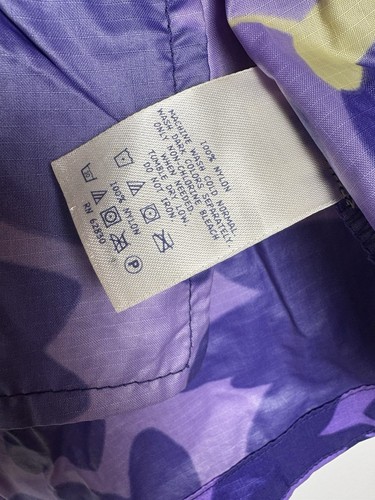 100% NYLON
MACHINE WASH COLD NORMAL
WASH DARK COLORS SEPARATELY
ONLY NON-CHLORINE BLEACH
WHEN NEEDED.
TUMBLE DRY LOW.
DO NOT IRON
100% NYLON
P
RN 62830